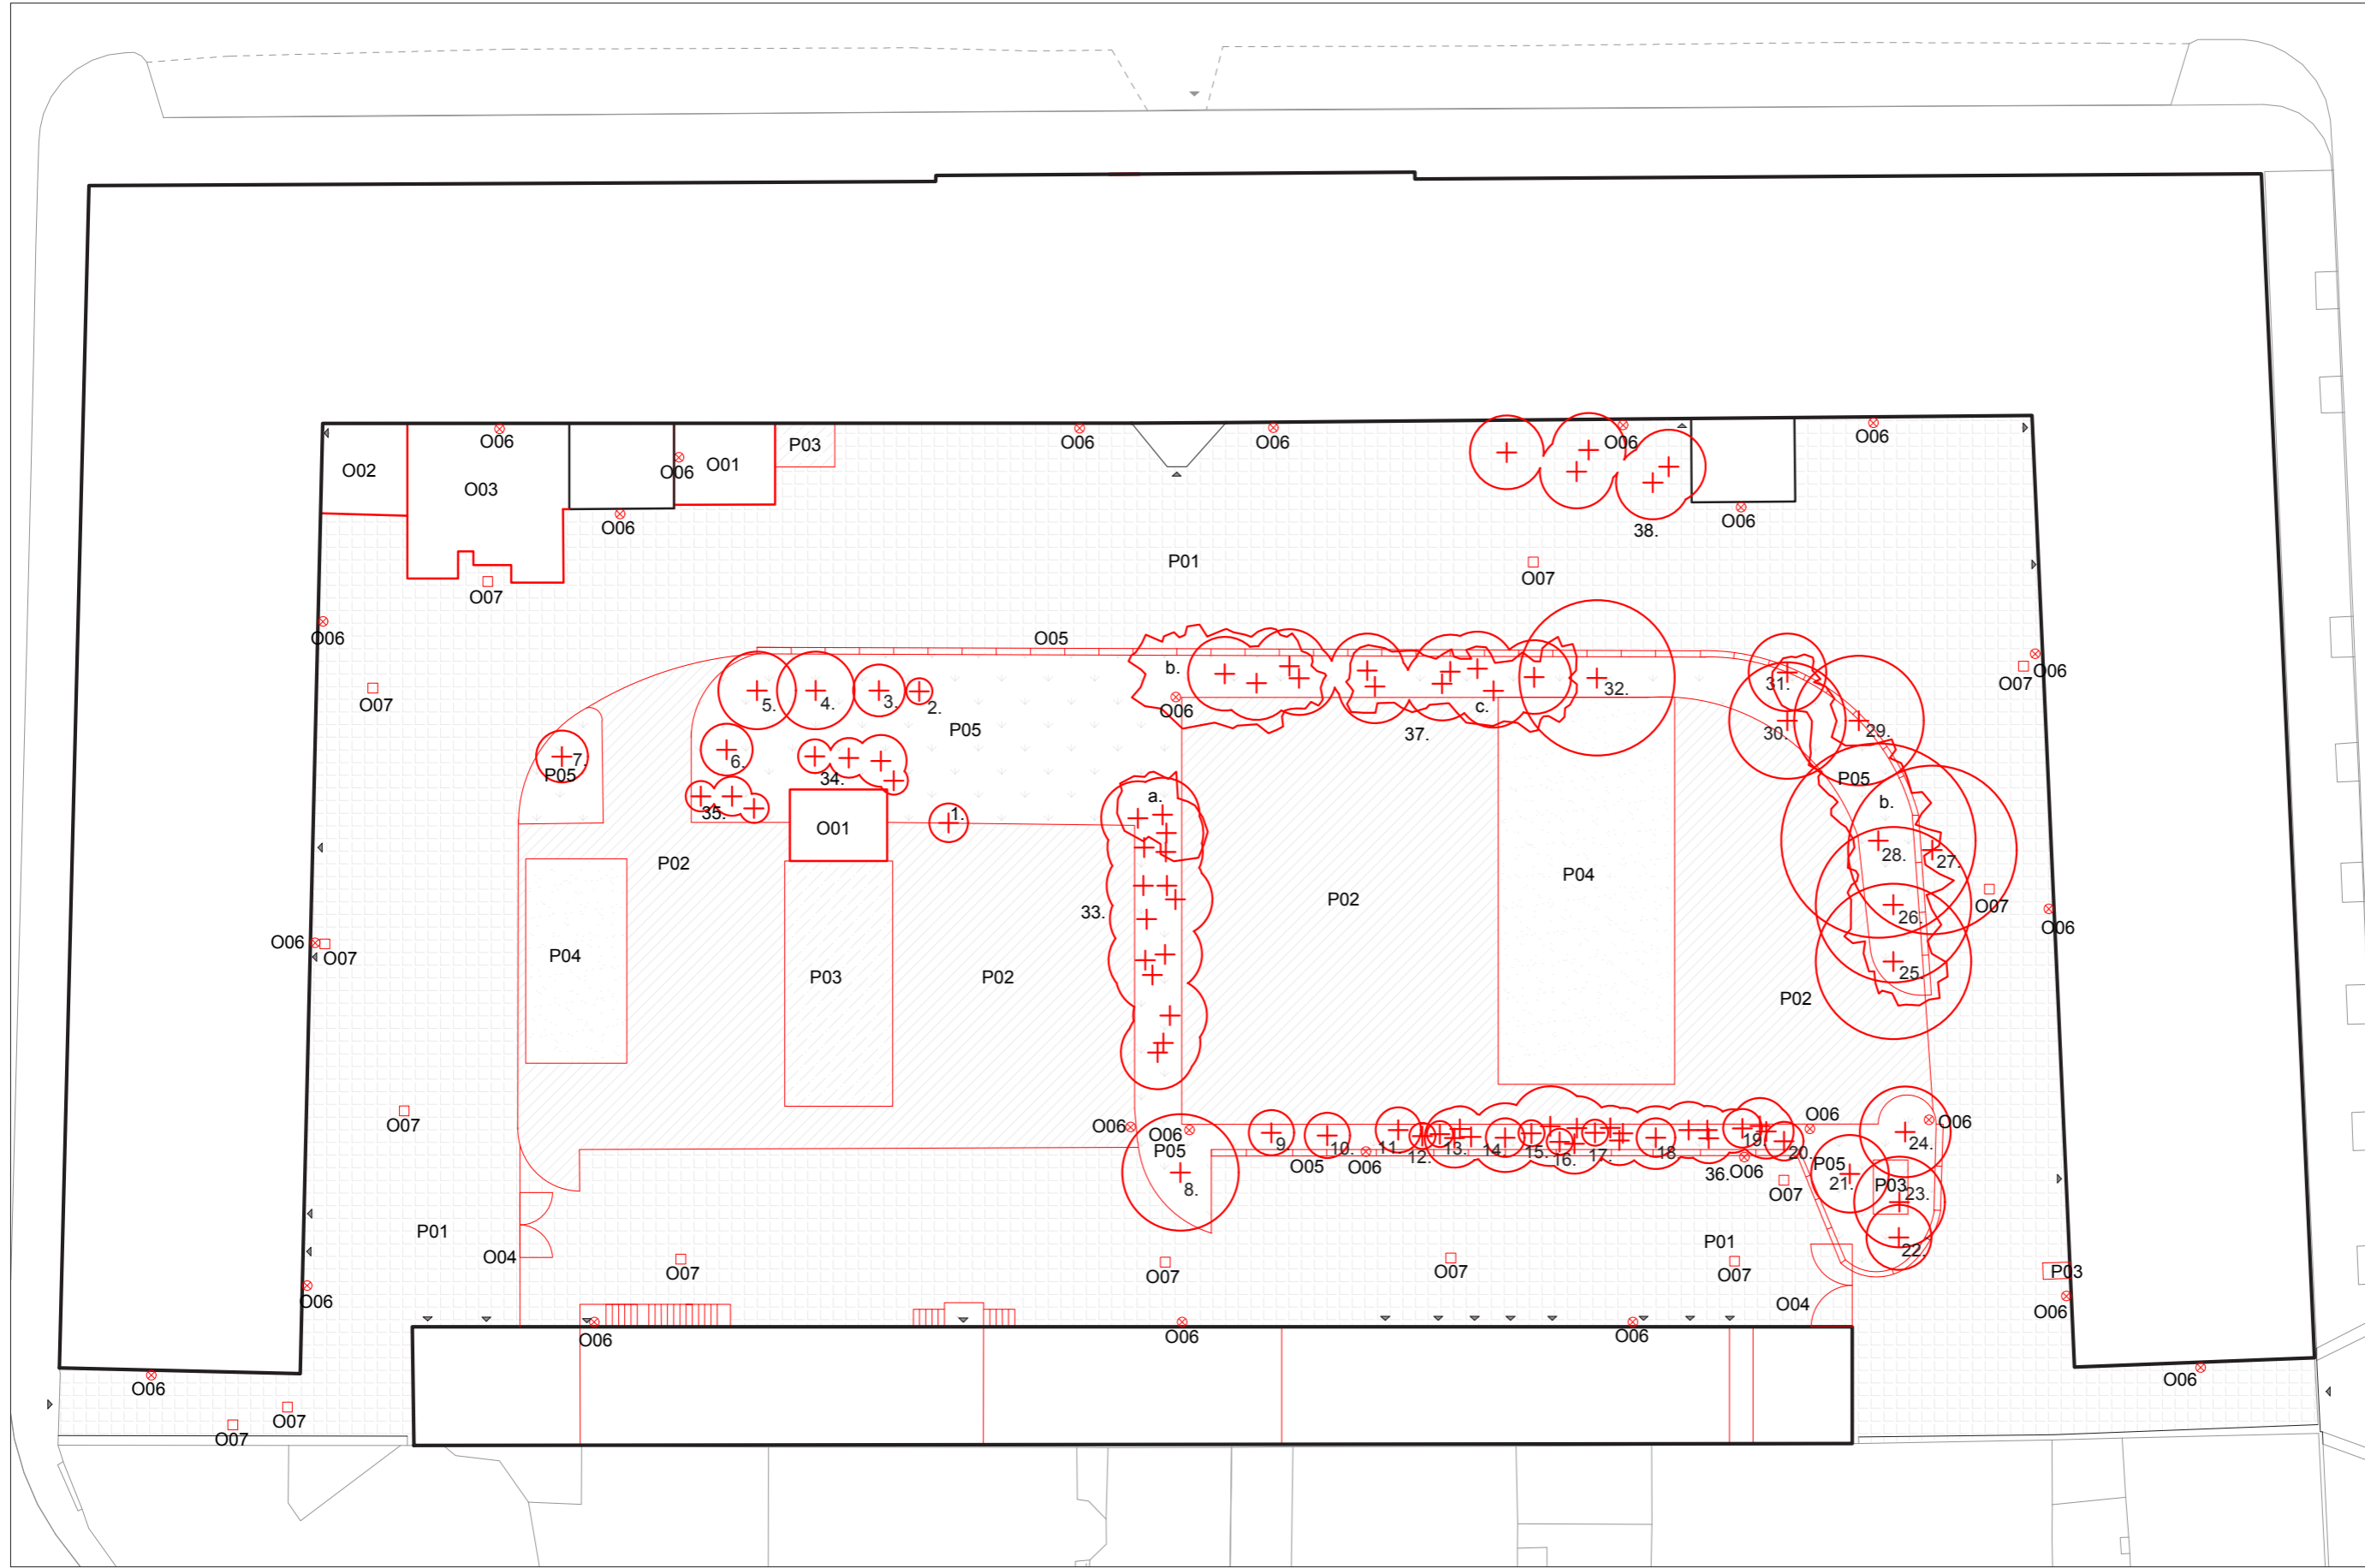 O06
O06
O06
O06
O06
P03
O02
O06
O01
O03
O06
O06
38.
P01
O07
O07
O06
O05
b.
O06
O07
31.
O07
5.
4.
3.
2.
32.
c.
O06
P05
37.
30.
29.
6.
7.
P05
34.
P05
a.
b.
35.
1.
O01
28.
27.
P02
P04
P02
33.
26.
O07
O06
O06
O07
P04
P03
P02
25.
P02
O07
O06
O06
P05
9.
10.
11.
12.
13.
14.
15.
16.
17.
18.
19.
20.
O06
O06
24.
O05
O06
36.
O06
P05
21.
P03
23.
O07
8.
P01
O04
P01
22.
O07
O07
O07
O07
P03
O06
O04
O06
O06
O06
O06
O06
O06
O07
O07